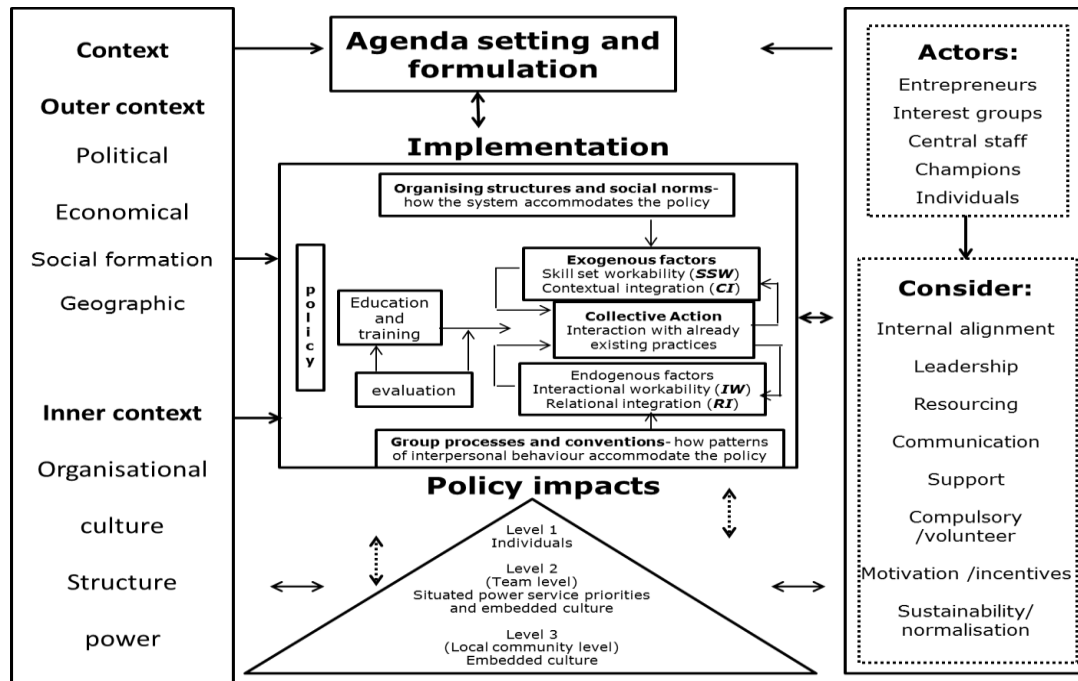 Context
Outer context
Political
Economical
Social formation
Geographic
Inner context
Organisational
culture
Structure
power
Agenda setting and
formulation
Implementation
Organising structures and social norms-
how the system accommodates the policy
policy
Education
and
training
evaluation
Exogenous factors
Skill set workability (SSW)
Contextual integration (CI)
Collective Action
Interaction with already
existing practices
Endogenous factors
Interactional workability (IW)
Relational integration (RI)
Group processes and conventions- how patterns
of interpersonal behaviour accommodate the policy
Policy impacts
Level 1
Individuals
Level 2
(Team level)
Situated power service priorities
and embedded culture
Level 3
(Local community level)
Embedded culture
Actors:
Entrepreneurs
Interest groups
Central staff
Champions
Individuals
Consider:
Internal alignment
Leadership
Resourcing
Communication
Support
Compulsory
/volunteer
Motivation /incentives
Sustainability/
normalisation